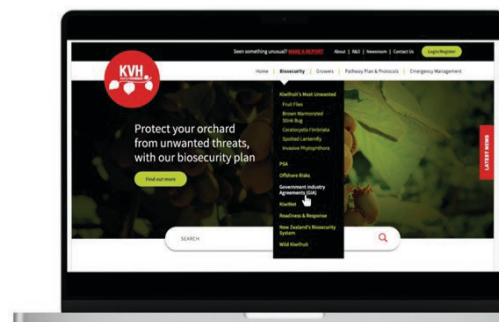 Seen something unusual? MAKE A REPORT About | R&D | Newsroom | Contact Us Login/Register
KVH
Home | Biosecurity | Growers | Pathway Plan & Protocols | Emergency Management
Kiwifruit's Most Unwanted
Fruit Flies
Brown Marmorated
Stink Bug
Ceratocystis Fimbriata
Spotted Lanternfly
Invasive Phytophthora
PSA
Offshore Risks
Government Industry
Agreements (GIA)
KiwiNet
Readiness & Response
New Zealand's Biosecurity
System
Wild Kiwifruit
Protect your orchard
from unwanted threats,
with our biosecurity plan
Find out more
LATEST NEWS
SEARCH